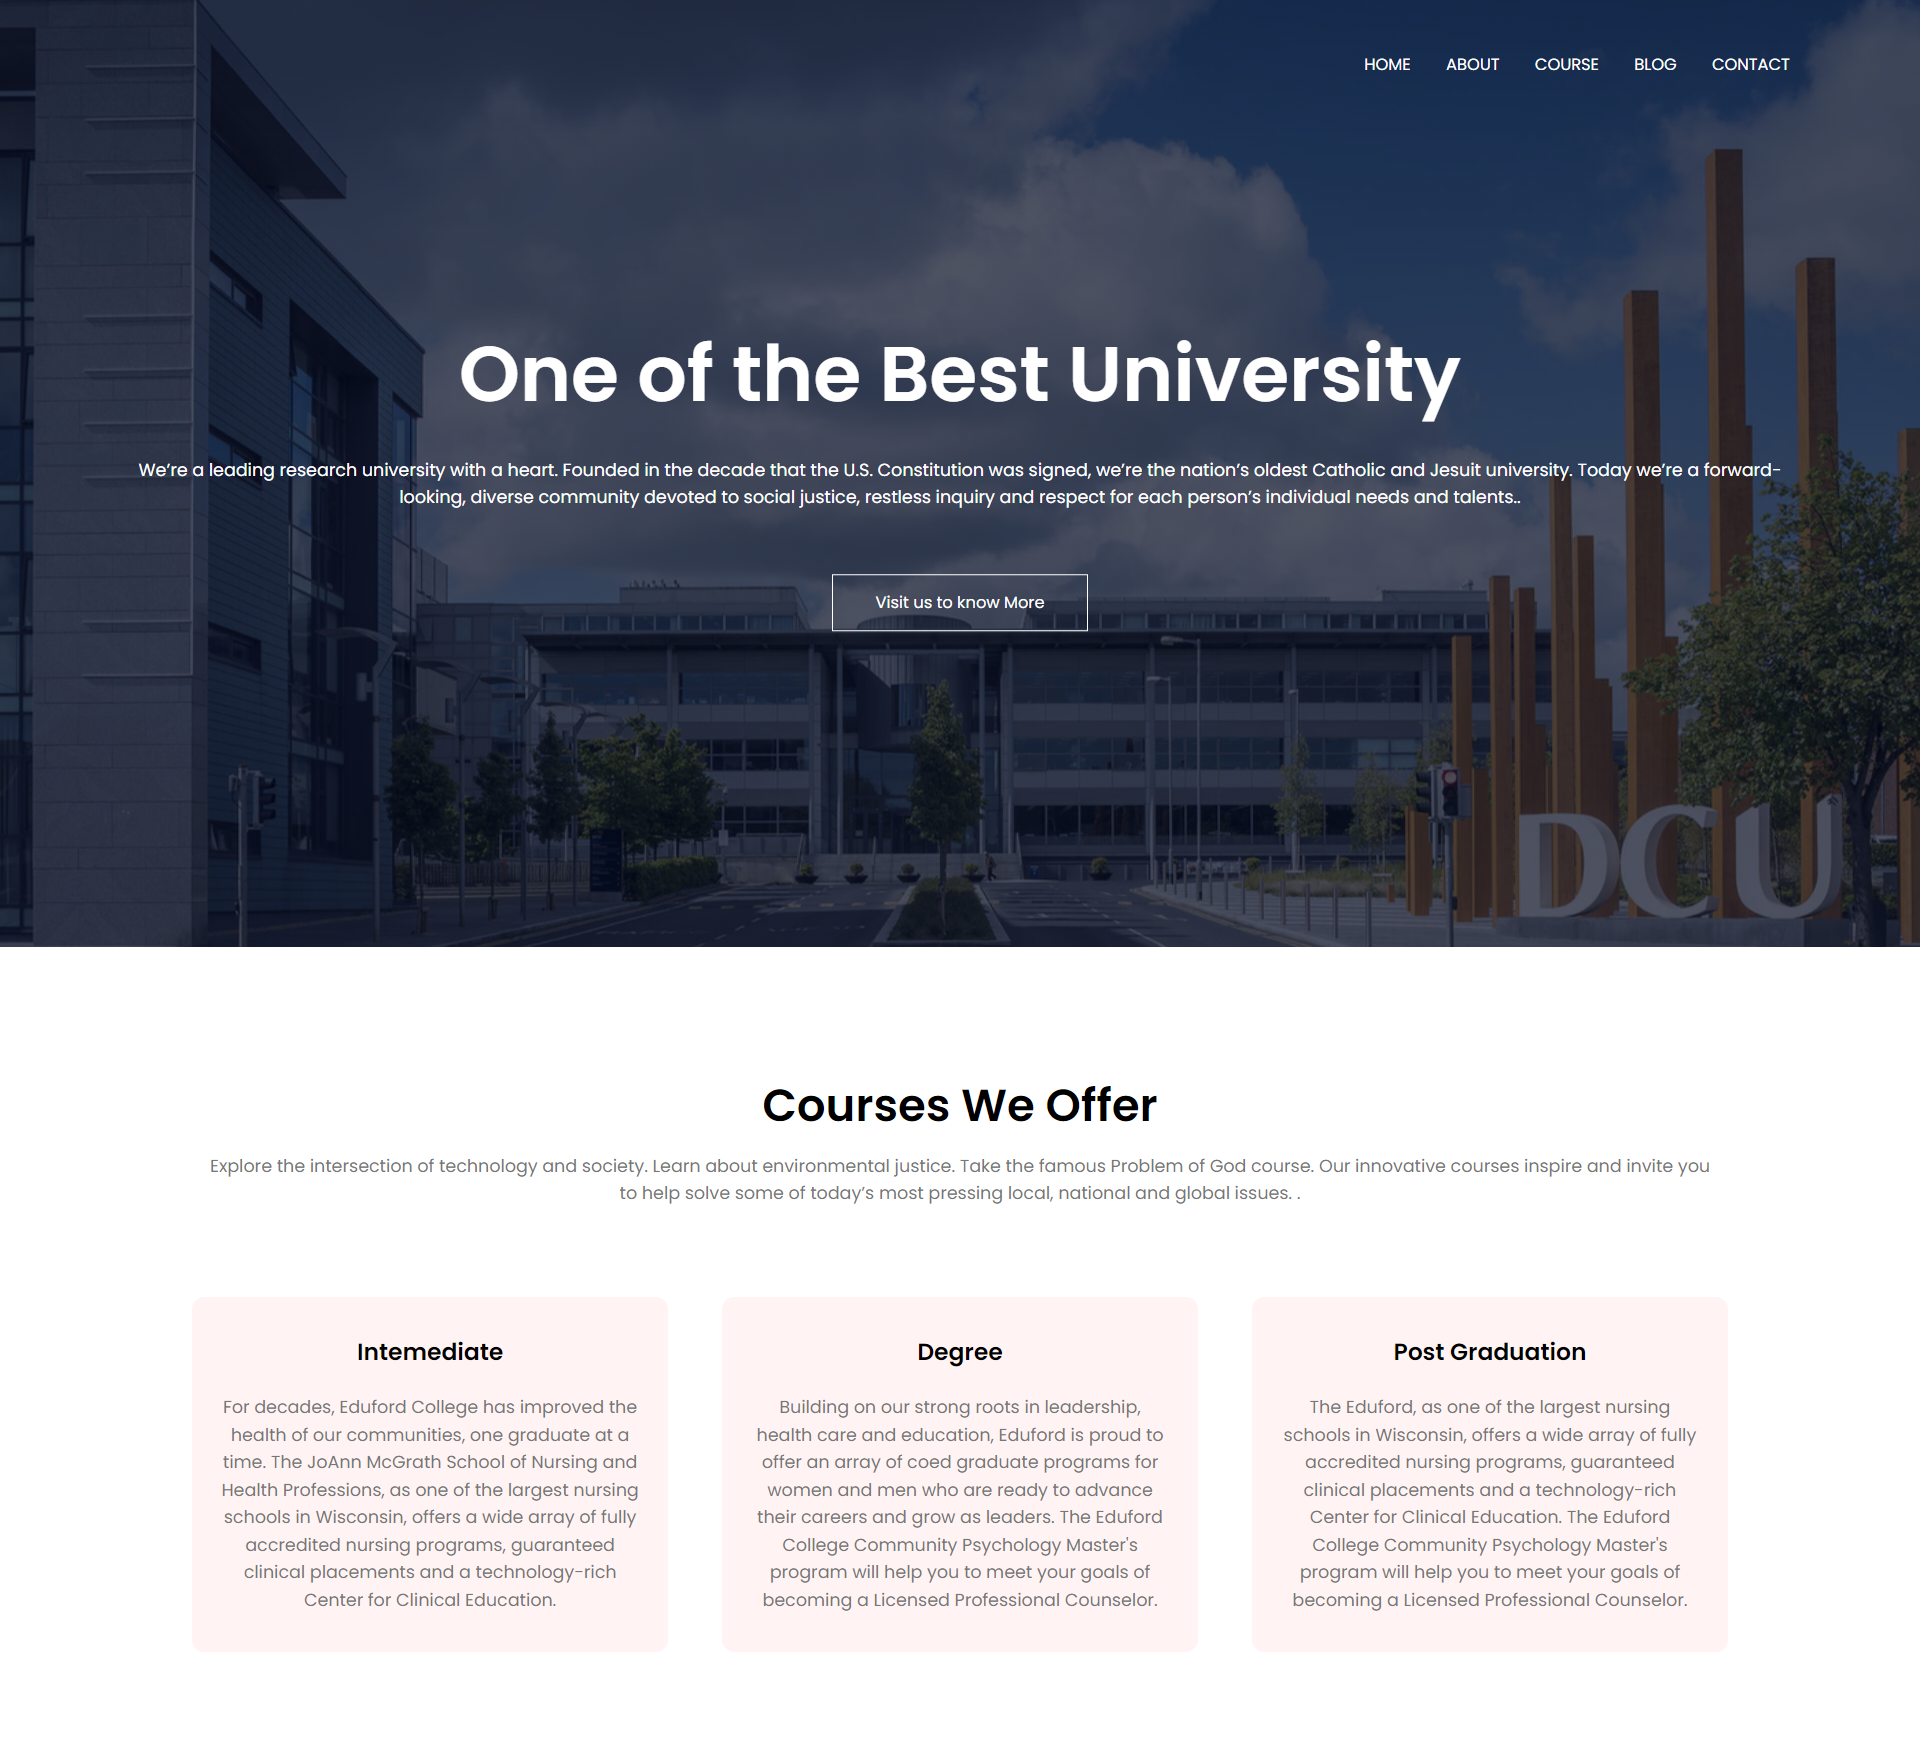 HOME ABOUT COURSE BLOG CONTACT
One of the Best University
We’re a leading research university with a heart. Founded in the decade that the U.S. Constitution was signed, we’re the nation’s oldest Catholic and Jesuit university. Today we’re a forward-
looking, diverse community devoted to social justice, restless inquiry and respect for each person’s individual needs and talents..
Visit us to know More
DCU
Courses We Offer
Explore the intersection of technology and society. Learn about environmental justice. Take the famous Problem of God course. Our innovative courses inspire and invite you
to help solve some of today’s most pressing local, national and global issues. .
Intemediate
For decades, Eduford College has improved the
health of our communities, one graduate at a
time. The JoAnn McGrath School of Nursing and
Health Professions, as one of the largest nursing
schools in Wisconsin, offers a wide array of fully
accredited nursing programs, guaranteed
clinical placements and a technology-rich
Center for Clinical Education.
Degree
Building on our strong roots in leadership,
health care and education, Eduford is proud to
offer an array of coed graduate programs for
women and men who are ready to advance
their careers and grow as leaders. The Eduford
College Community Psychology Master's
program will help you to meet your goals of
becoming a Licensed Professional Counselor.
Post Graduation
The Eduford, as one of the largest nursing
schools in Wisconsin, offers a wide array of fully
accredited nursing programs, guaranteed
clinical placements and a technology-rich
Center for Clinical Education. The Eduford
College Community Psychology Master's
program will help you to meet your goals of
becoming a Licensed Professional Counselor.